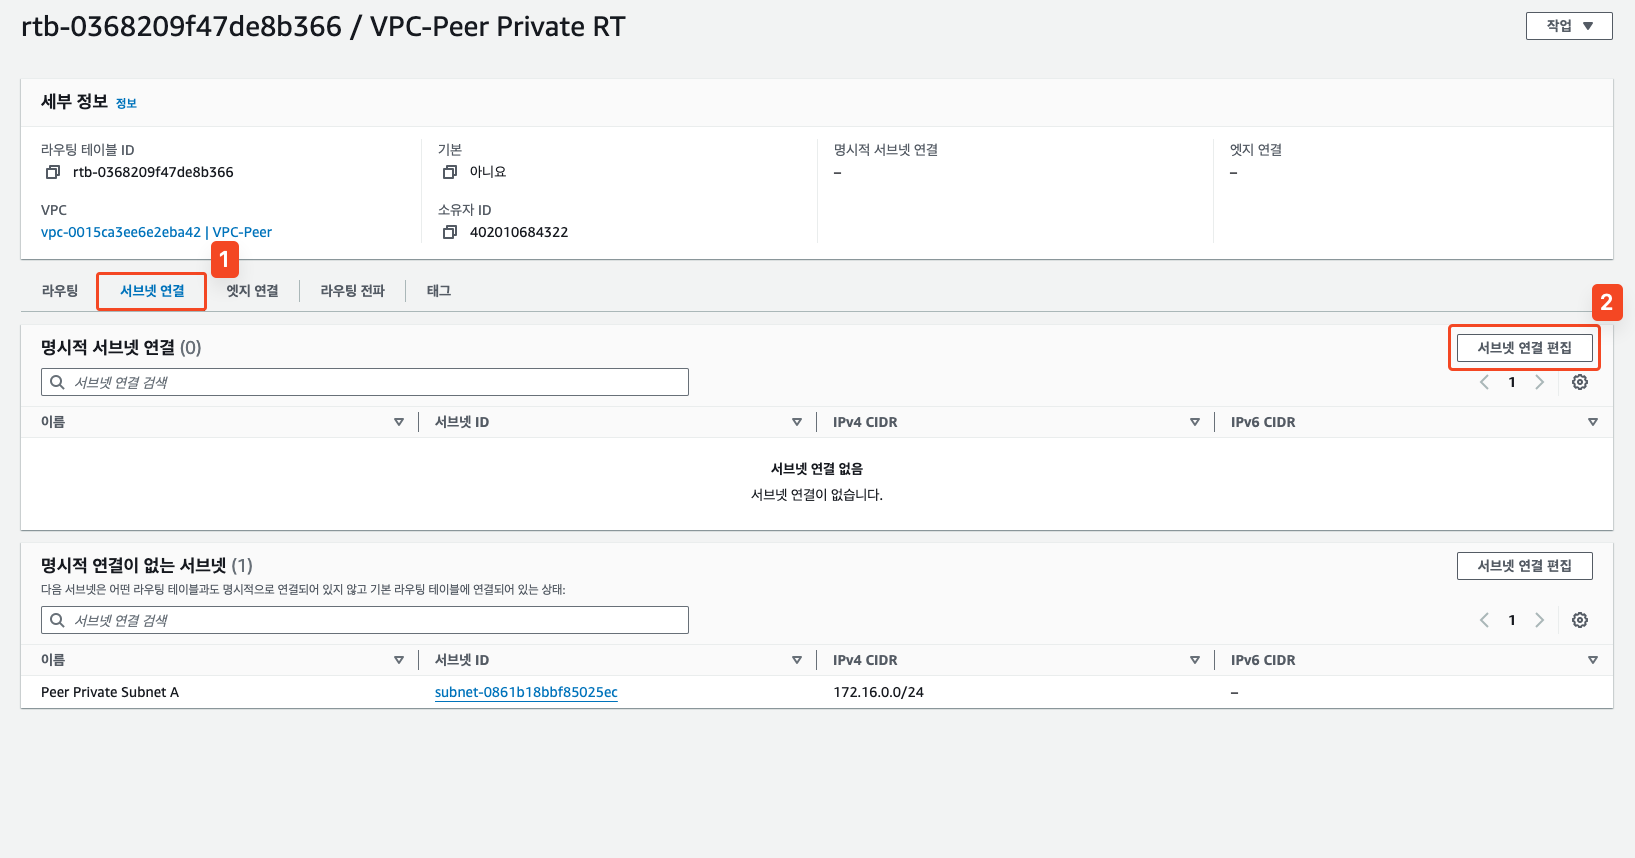 rtb-0368209f47de8b366 / VPC-Peer Private RT
작업
세부 정보 정보
라우팅 테이블 ID
rtb-0368209f47de8b366
기본
아니요
명시적 서브넷 연결
–
엣지 연결
–
VPC
vpc-0015ca3ee6e2eba42 | VPC-Peer
소유자 ID
402010684322
1
라우팅
서브넷 연결
엣지 연결
라우팅 전파
태그
2
명시적 서브넷 연결 (0)
서브넷 연결 편집
서브넷 연결 검색
1
이름
서브넷 ID
IPv4 CIDR
IPv6 CIDR
서브넷 연결 없음
서브넷 연결이 없습니다.
명시적 연결이 없는 서브넷 (1)
서브넷 연결 편집
다음 서브넷은 어떤 라우팅 테이블과도 명시적으로 연결되어 있지 않고 기본 라우팅 테이블에 연결되어 있는 상태:
서브넷 연결 검색
1
이름
서브넷 ID
IPv4 CIDR
IPv6 CIDR
Peer Private Subnet A
subnet-0861b18bbf85025ec
172.16.0.0/24
–